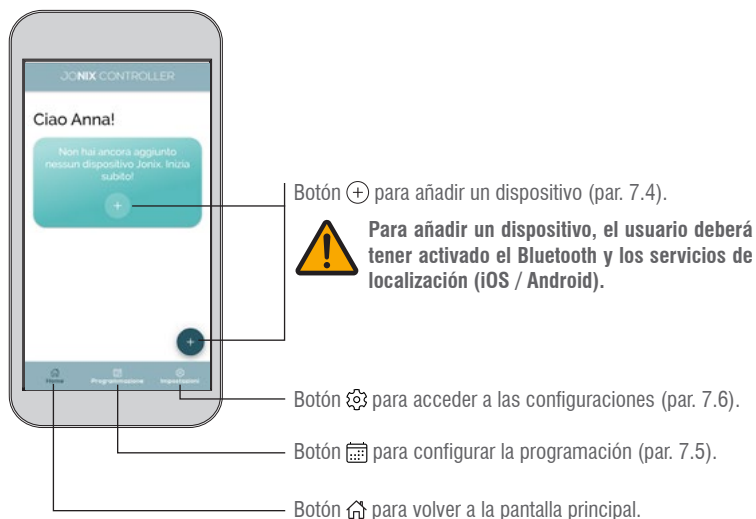 JONIX CONTROLLER
Ciao Anna!
Non hai ancora aggiunto
nessun dispositivo Jonix. Inizia
subito!
Home Programmazione Impostazioni
Botón para añadir un dispositivo (par. 7.4).
Para añadir un dispositivo, el usuario deberá
tener activado el Bluetooth y los servicios de
localización (iOS / Android).
Botón para acceder a las configuraciones (par. 7.6).
Botón para configurar la programación (par. 7.5).
Botón para volver a la pantalla principal.